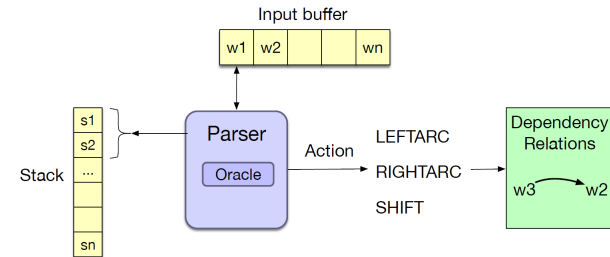 Input buffer
w1 w2 wn
s1
s2
...
sn
Stack
Parser
Oracle
Action
LEFTARC
RIGHTARC
SHIFT
Dependency
Relations
w3 w2